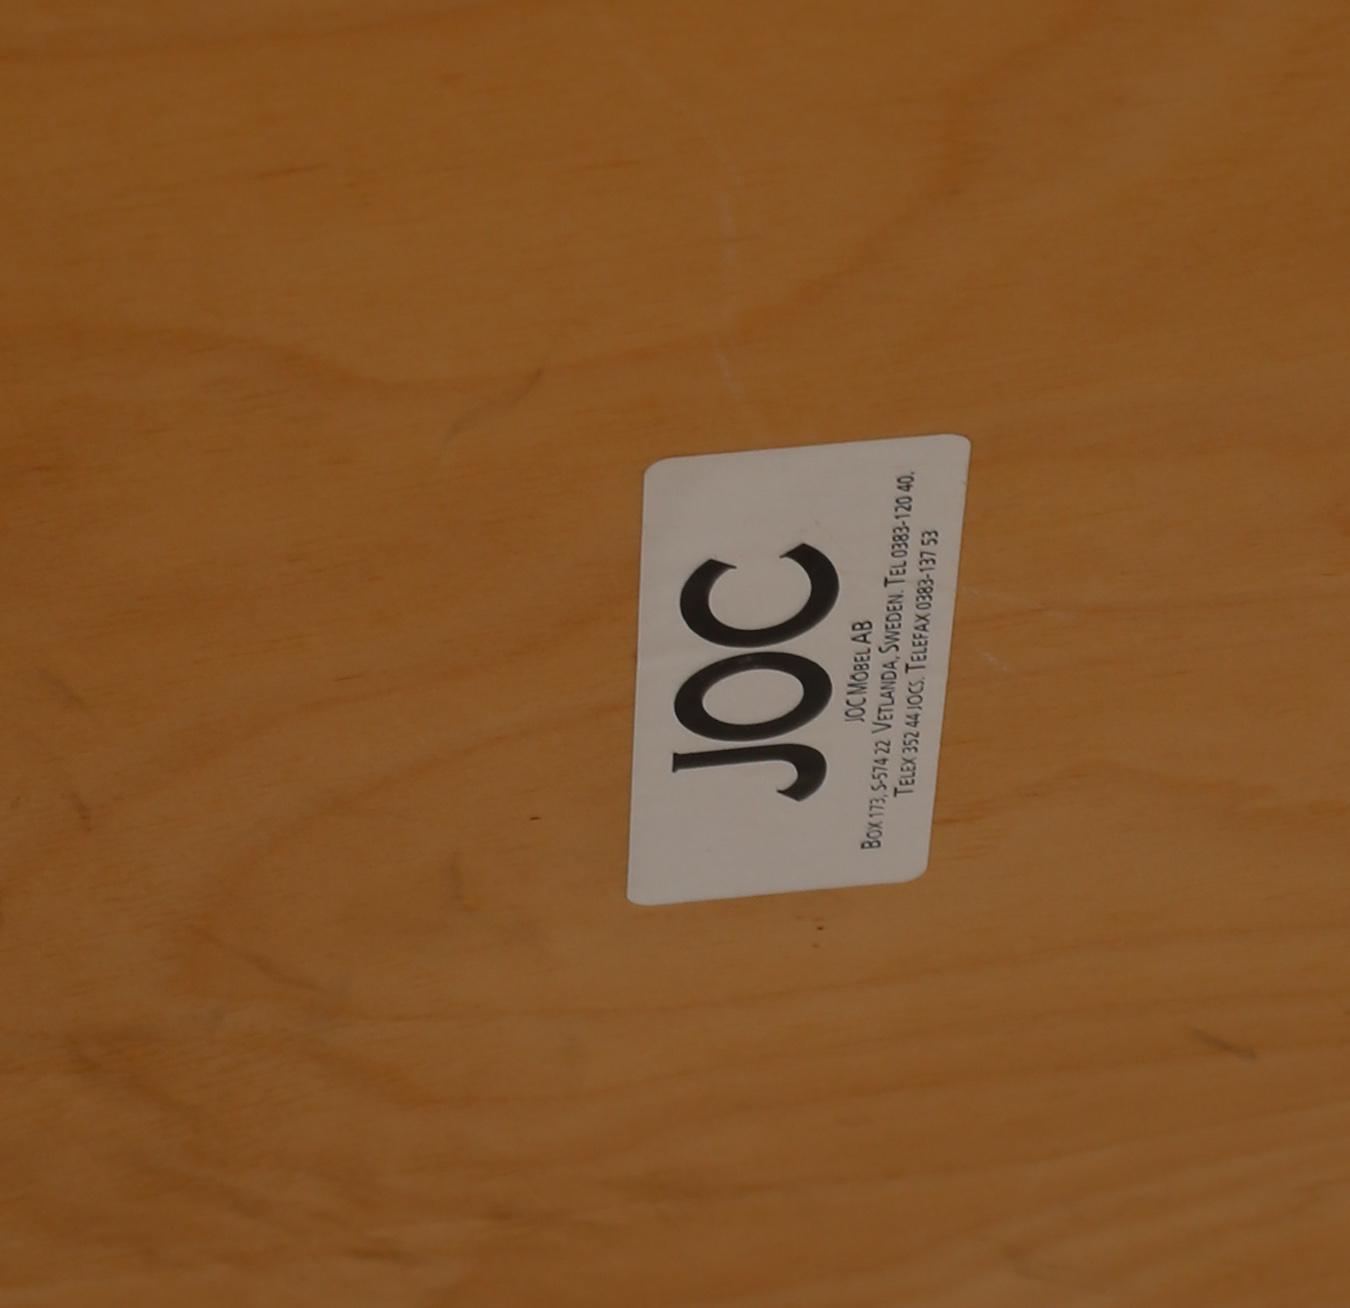 JOC
JOC MÖBEL AB
BOX 173, S-574 22 VETLANDA, SWEDEN. TEL 0383-120 40.
TELEX 352 44 JOCS. TELEFAX 0383-137 53